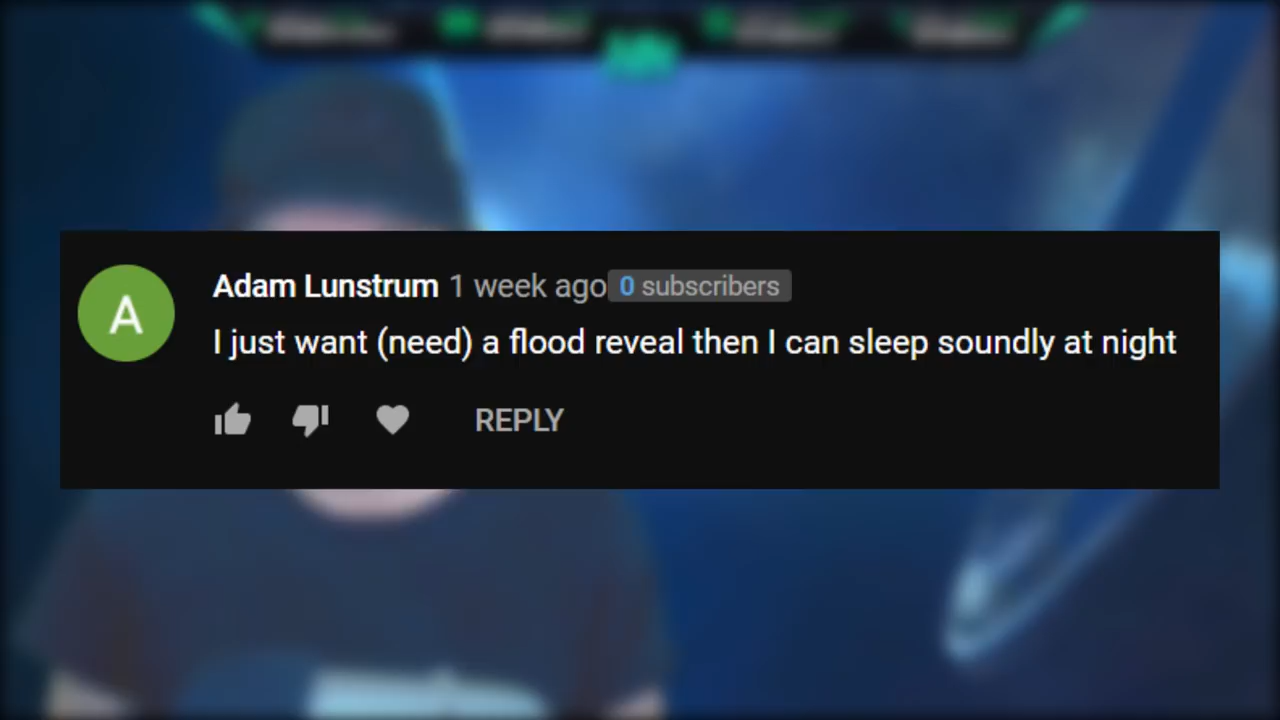 A
Adam Lunstrum 1 week ago 0 subscribers
I just want (need) a flood reveal then I can sleep soundly at night
REPLY